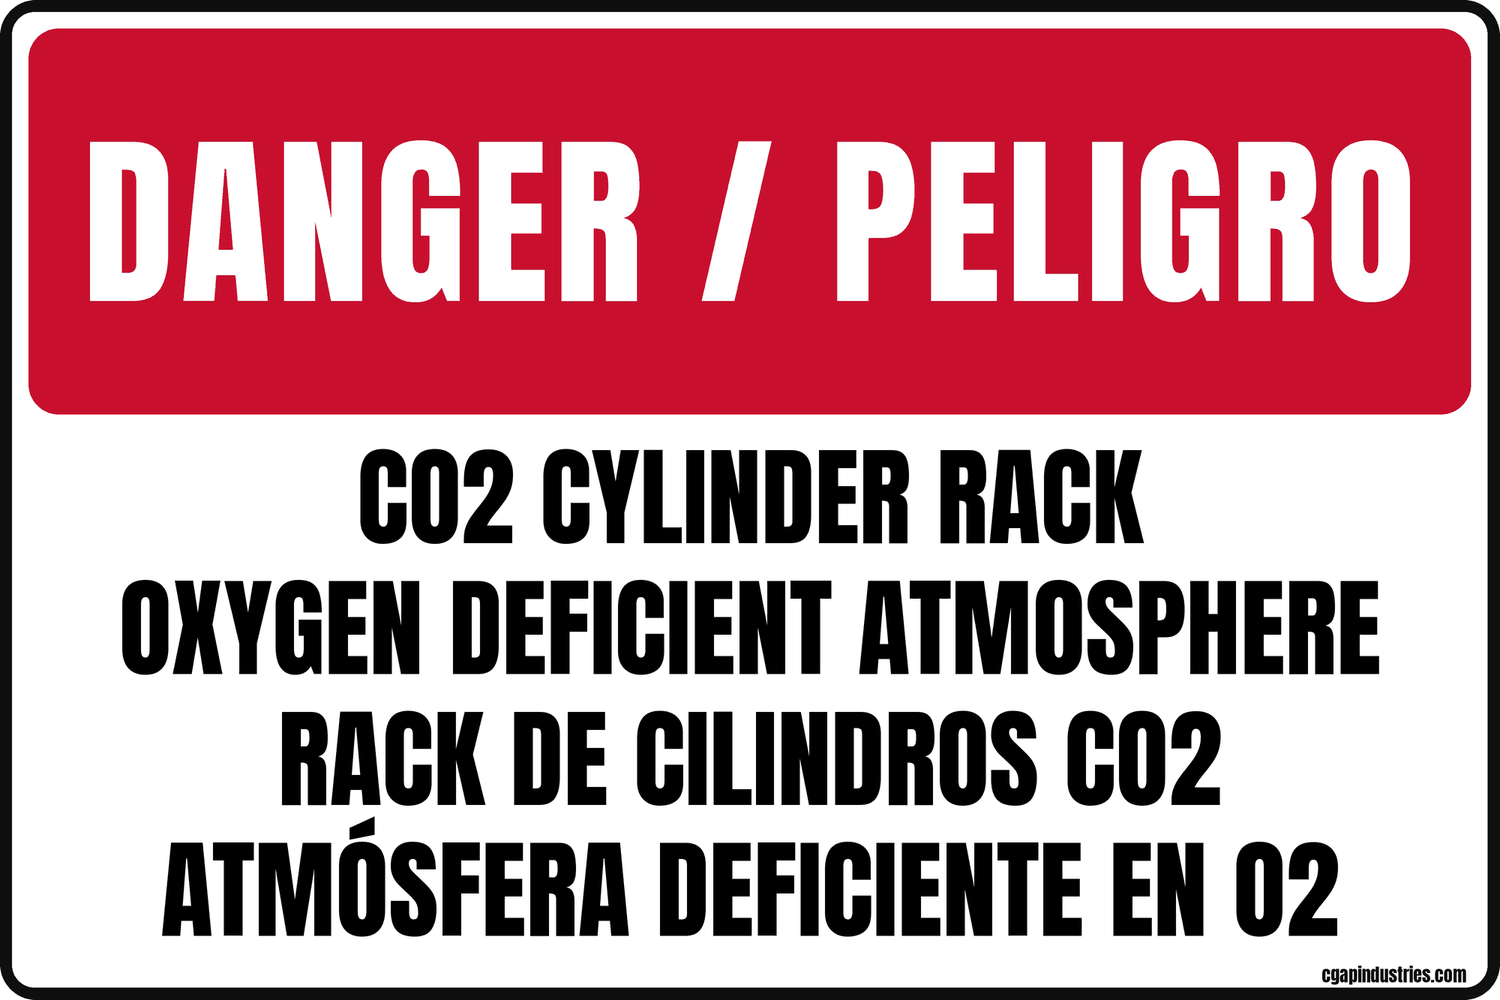 DANGER / PELIGRO
CO2 CYLINDER RACK
OXYGEN DEFICIENT ATMOSPHERE
RACK DE CILINDROS CO2
ATMÓSFERA DEFICIENTE EN O2
cgapindustries.com